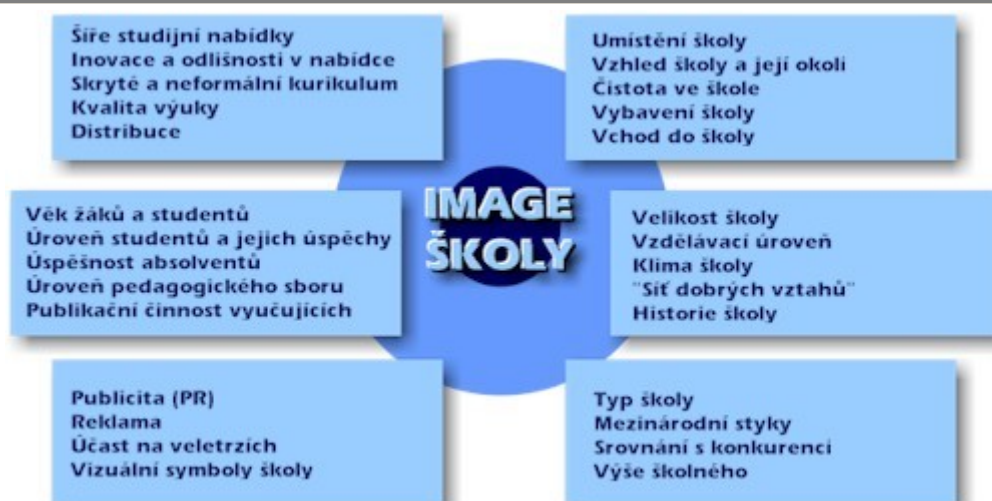 Šíře studijní nabídky
Inovace a odlišnosti v nabídce
Skryté a neformální kurikulum
Kvalita výuky
Distribuce
Umístění školy
Vzhled školy a její okolí
Čistota ve škole
Vybavení školy
Vchod do školy
IMAGE
ŠKOLY
Věk žáků a studentů
Úroveň studentů a jejich úspěchy
Úspěšnost absolventů
Úroveň pedagogického sboru
Publikační činnost vyučujících
Velikost školy
Vzdělávací úroveň
Klima školy
¨Síť dobrých vztahů¨
Historie školy
Publicita (PR)
Reklama
Účast na veletrzích
Vizuální symboly školy
Typ školy
Mezinárodní styky
Srovnání s konkurencí
Výše školného